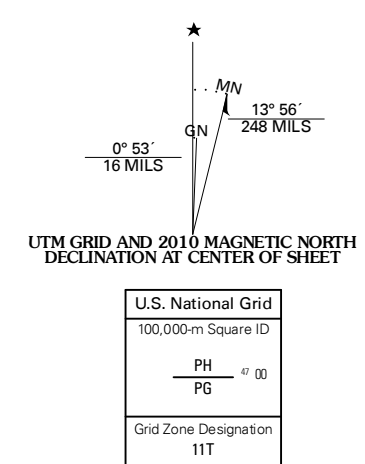 ★
MN
13° 56´
248 MILS
GN
0° 53´
16 MILS
UTM GRID AND 2010 MAGNETIC NORTH
DECLINATION AT CENTER OF SHEET
U.S. National Grid
100,000-m Square ID
PH
47 00
PG
Grid Zone Designation
11T